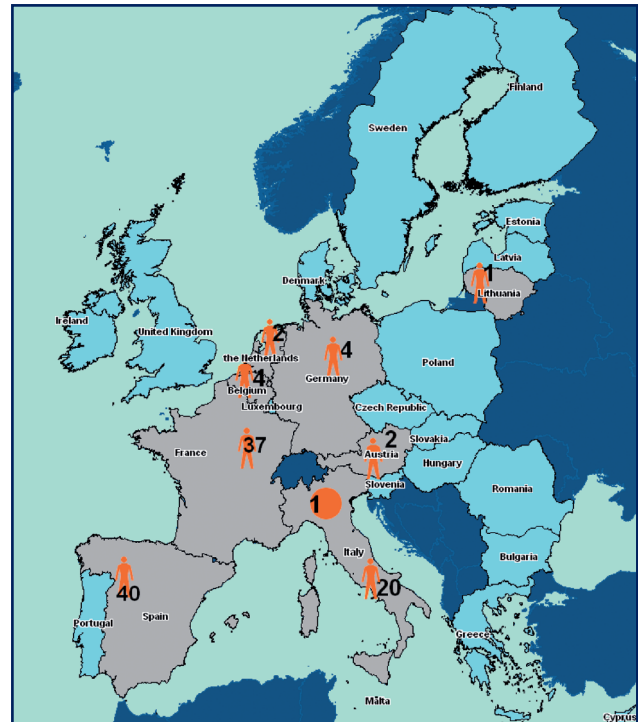 Finland
Sweden
Estonia
Latvia
1
Lithuania
Denmark
Ireland
United Kingdom
2
the Netherlands
4
Germany
4
Belgium
Poland
Luxembourg
Czech Republic
37
France
2
Slovakia
Austria
Hungary
Slovenia
Romania
1
Italy
Bulgaria
20
40
Spain
Portugal
Greece
Malta
Cyprus